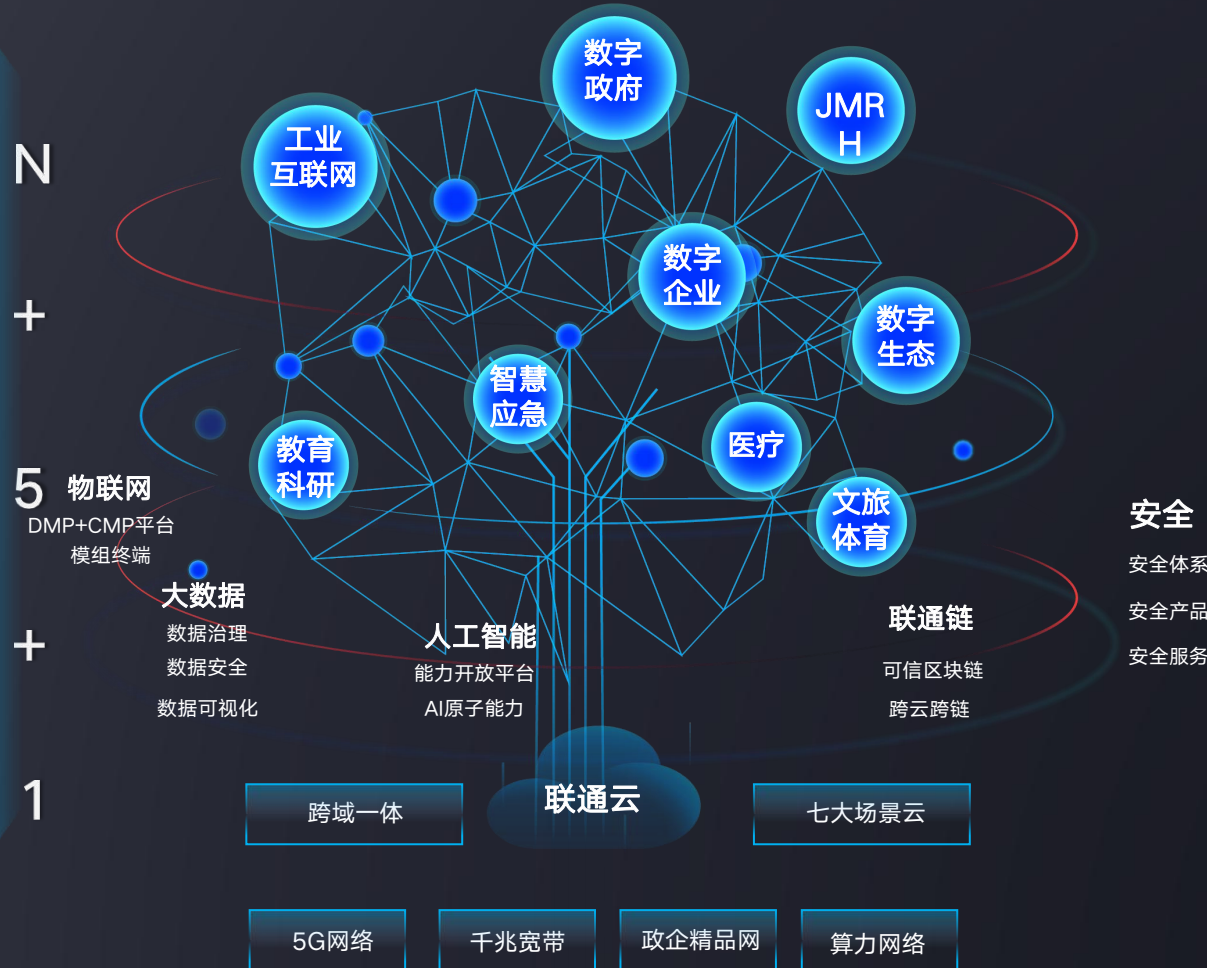 数字
政府
JMR
H
工业
互联网
N
数字
企业
+
数字
生态
智慧
应急
医疗
教育
科研
5
物联网
DMP+CMP平台
模组终端
文旅
体育
安全
安全体系
安全产品
安全服务
大数据
数据治理
数据安全
数据可视化
+
人工智能
能力开放平台
AI原子能力
联通链
可信区块链
跨云跨链
1
跨域一体
联通云
七大场景云
5G网络
千兆宽带
政企精品网
算力网络